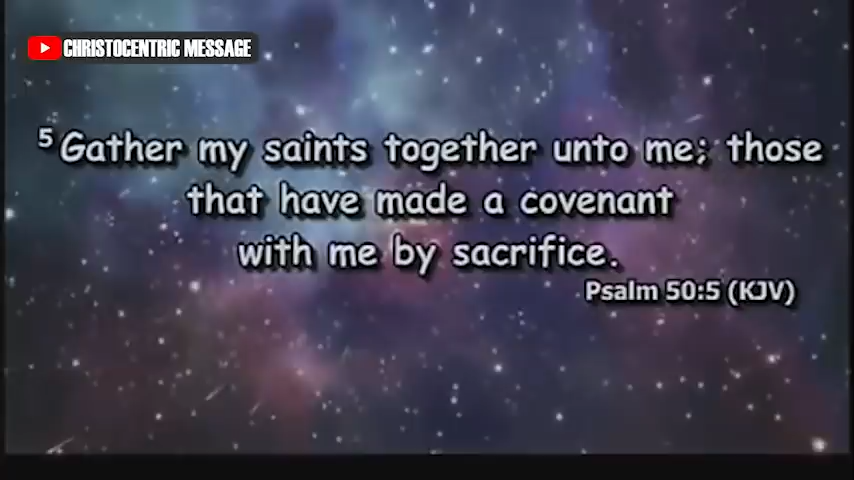 CHRISTOCENTRIC MESSAGE
5 Gather my saints together unto me; those
that have made a covenant
with me by sacrifice.
Psalm 50:5 (KJV)